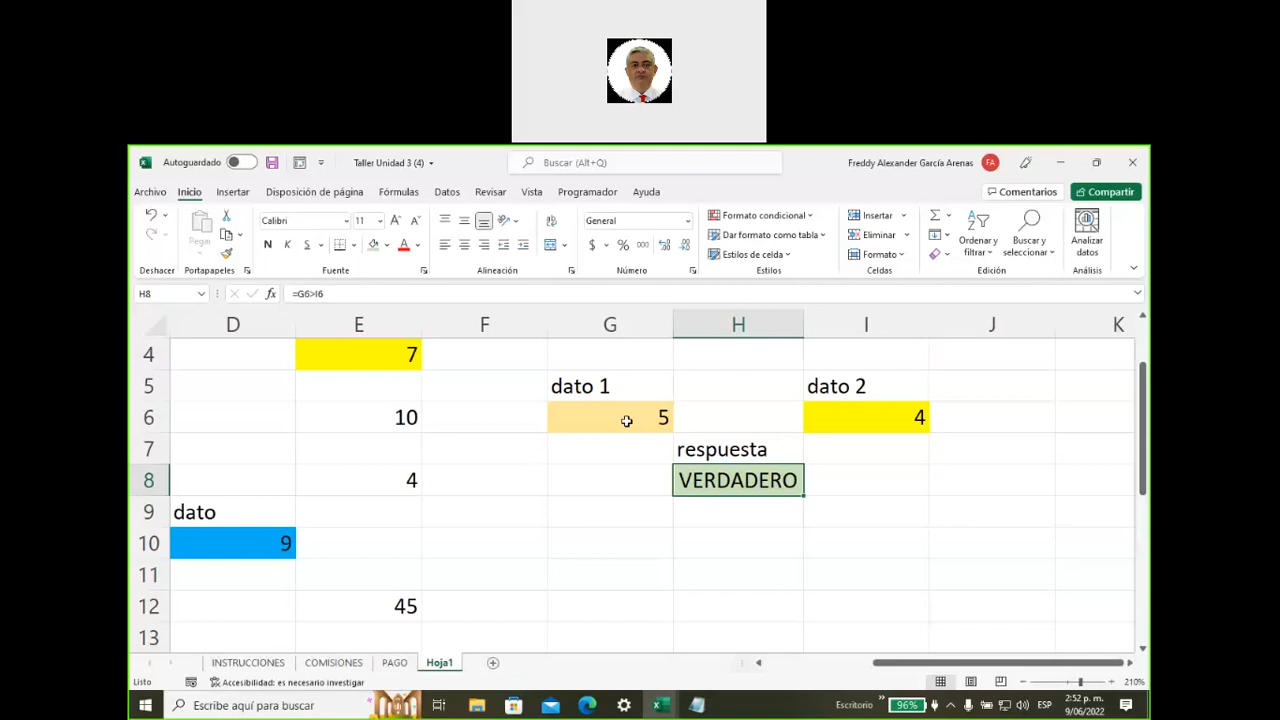 Autoguardado Taller Unidad 3 (4) Buscar (Alt+Q) Freddy Alexander García Arenas FA
Archivo Inicio Insertar Disposición de página Fórmulas Datos Revisar Vista Programador Ayuda Comentarios Compartir
Pegar Calibri 11 General Formato condicional Insertar Ordenar y filtrar Buscar y seleccionar Analizar datos
N K S $ % 000 Dar formato como tabla Eliminar
Estilos de celda Formato
Deshacer Portapapeles Fuente Alineación Número Estilos Celdas Edición Análisis
H8 fx =G6>I6
D E F G H I J K
4 7
5 dato 1 dato 2
6 10 5 4
7 respuesta
8 4 VERDADERO
9 dato
10 9
11
12 45
13
INSTRUCCIONES COMISIONES PAGO Hoja1
Listo Accesibilidad: es necesario investigar 210%
Escribe aquí para buscar Escritorio 96% ESP 2:52 p. m.
9/06/2022